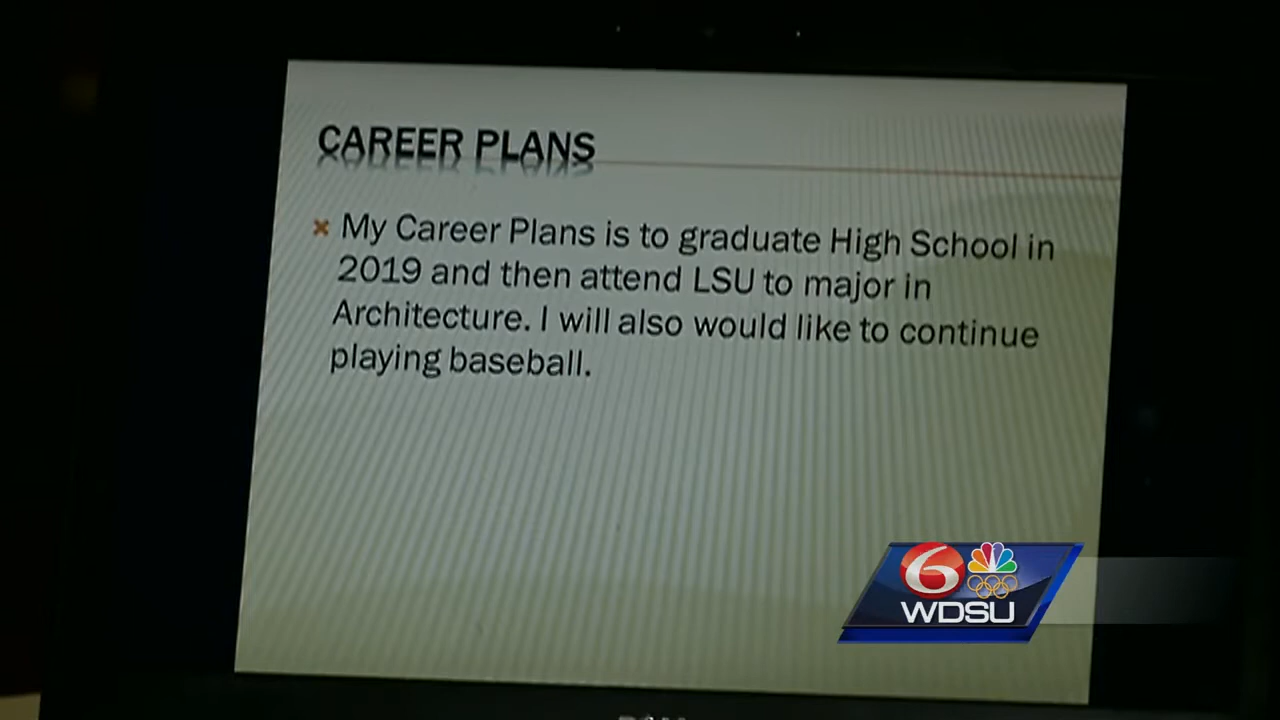 CAREER PLANS
My Career Plans is to graduate High School in
2019 and then attend LSU to major in
Architecture. I will also would like to continue
playing baseball.
6
WDSU